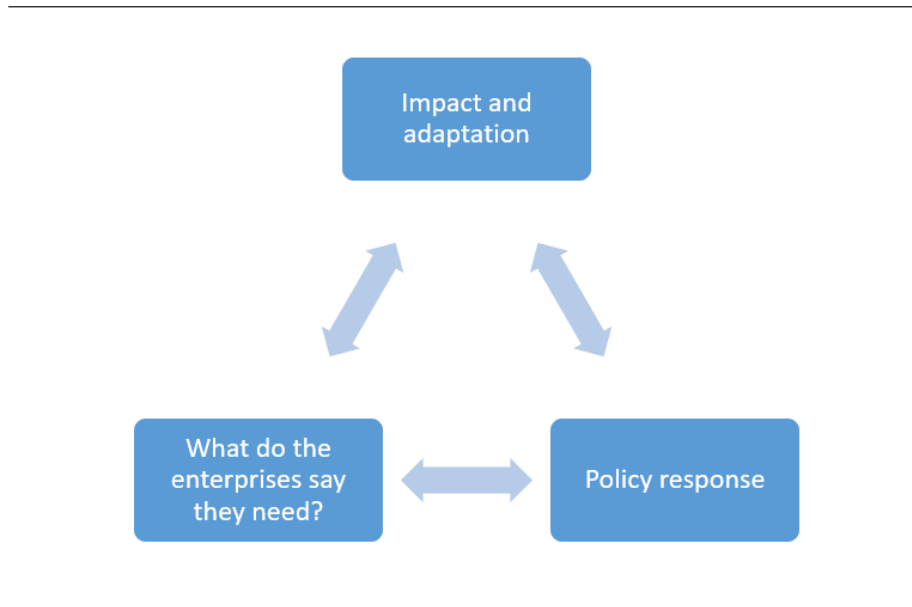 Impact and
adaptation
What do the
enterprises say
they need?
Policy response